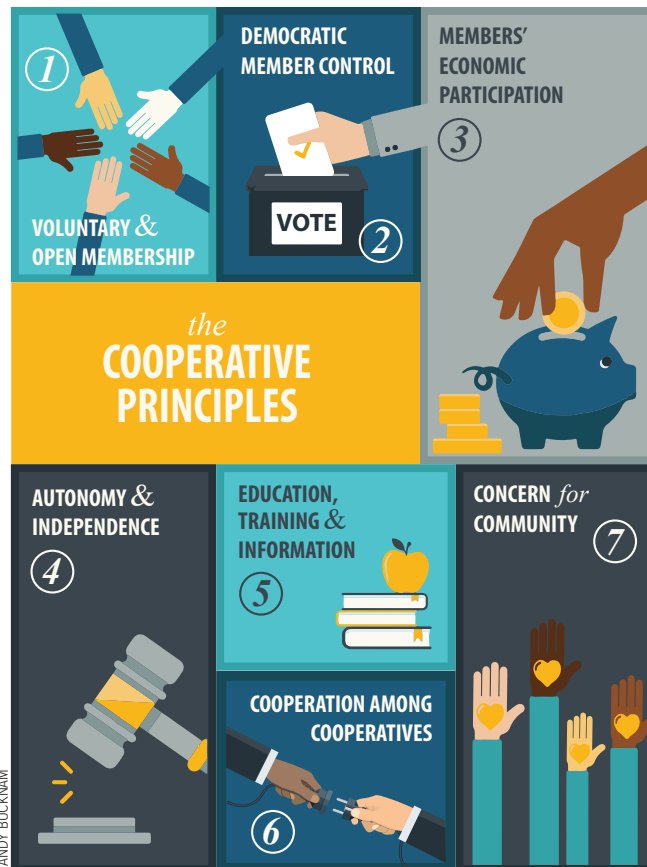 1
VOLUNTARY &
OPEN MEMBERSHIP
DEMOCRATIC
MEMBER CONTROL
VOTE
2
MEMBERS’
ECONOMIC
PARTICIPATION
3
the
COOPERATIVE
PRINCIPLES
AUTONOMY &
INDEPENDENCE
4
EDUCATION,
TRAINING &
INFORMATION
5
COOPERATION AMONG
COOPERATIVES
6
CONCERN for
COMMUNITY
7
ANDY BUCKNAM